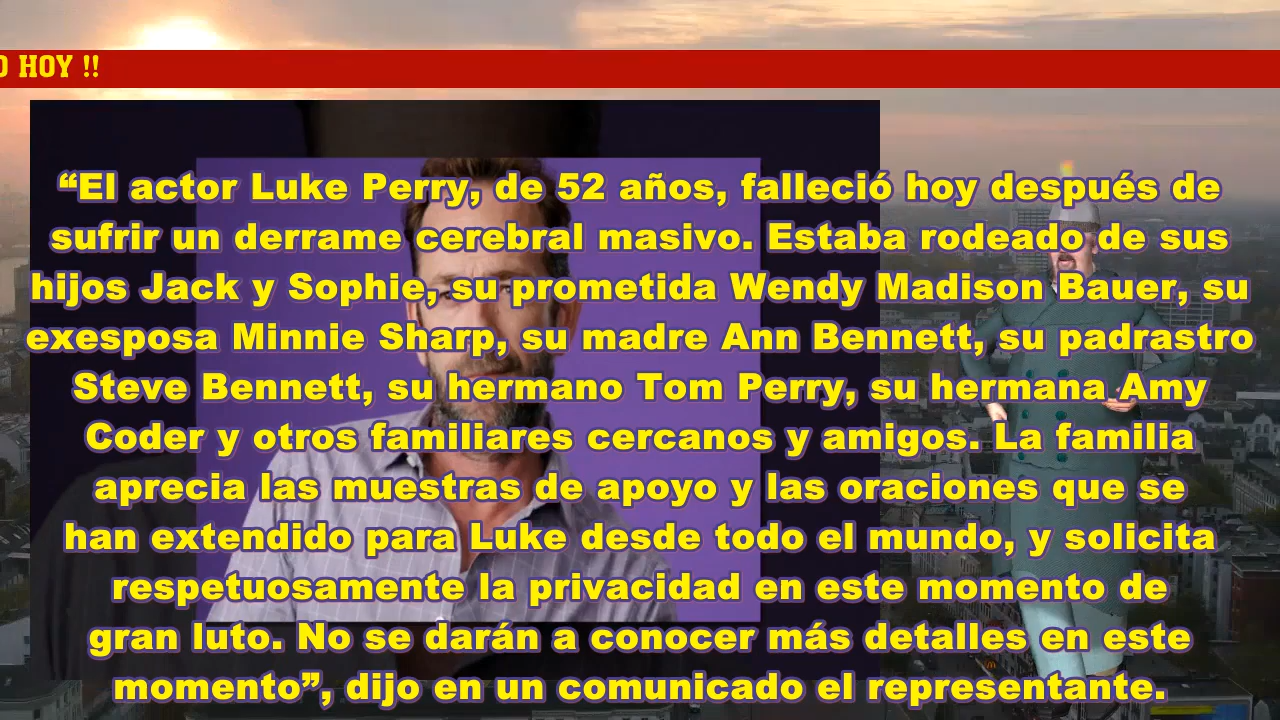 O HOY !!
“El actor Luke Perry, de 52 años, falleció hoy después de
sufrir un derrame cerebral masivo. Estaba rodeado de sus
hijos Jack y Sophie, su prometida Wendy Madison Bauer, su
exesposa Minnie Sharp, su madre Ann Bennett, su padrastro
Steve Bennett, su hermano Tom Perry, su hermana Amy
Coder y otros familiares cercanos y amigos. La familia
aprecia las muestras de apoyo y las oraciones que se
han extendido para Luke desde todo el mundo, y solicita
respetuosamente la privacidad en este momento de
gran luto. No se darán a conocer más detalles en este
momento”, dijo en un comunicado el representante.